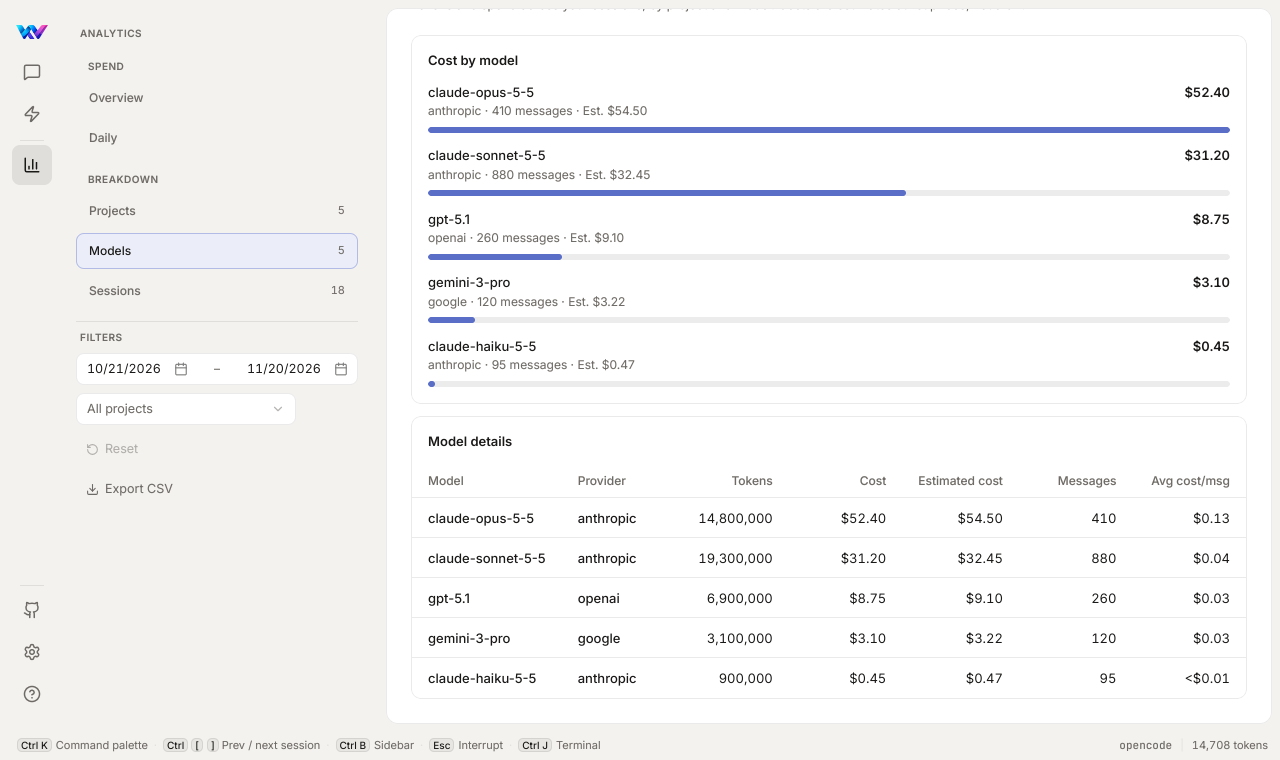 ANALYTICS
SPEND
Overview
Daily
BREAKDOWN
Projects 5
Models 5
Sessions 18
FILTERS
10/21/2026 – 11/20/2026
All projects
Reset
Export CSV
Cost by model
claude-opus-5-5 $52.40
anthropic · 410 messages · Est. $54.50
claude-sonnet-5-5 $31.20
anthropic · 880 messages · Est. $32.45
gpt-5.1 $8.75
openai · 260 messages · Est. $9.10
gemini-3-pro $3.10
google · 120 messages · Est. $3.22
claude-haiku-5-5 $0.45
anthropic · 95 messages · Est. $0.47
Model details
Model Provider Tokens Cost Estimated cost Messages Avg cost/msg
claude-opus-5-5 anthropic 14,800,000 $52.40 $54.50 410 $0.13
claude-sonnet-5-5 anthropic 19,300,000 $31.20 $32.45 880 $0.04
gpt-5.1 openai 6,900,000 $8.75 $9.10 260 $0.03
gemini-3-pro google 3,100,000 $3.10 $3.22 120 $0.03
claude-haiku-5-5 anthropic 900,000 $0.45 $0.47 95 <$0.01
Ctrl K Command palette Ctrl [ ] Prev / next session Ctrl B Sidebar Esc Interrupt Ctrl J Terminal opencode 14,708 tokens